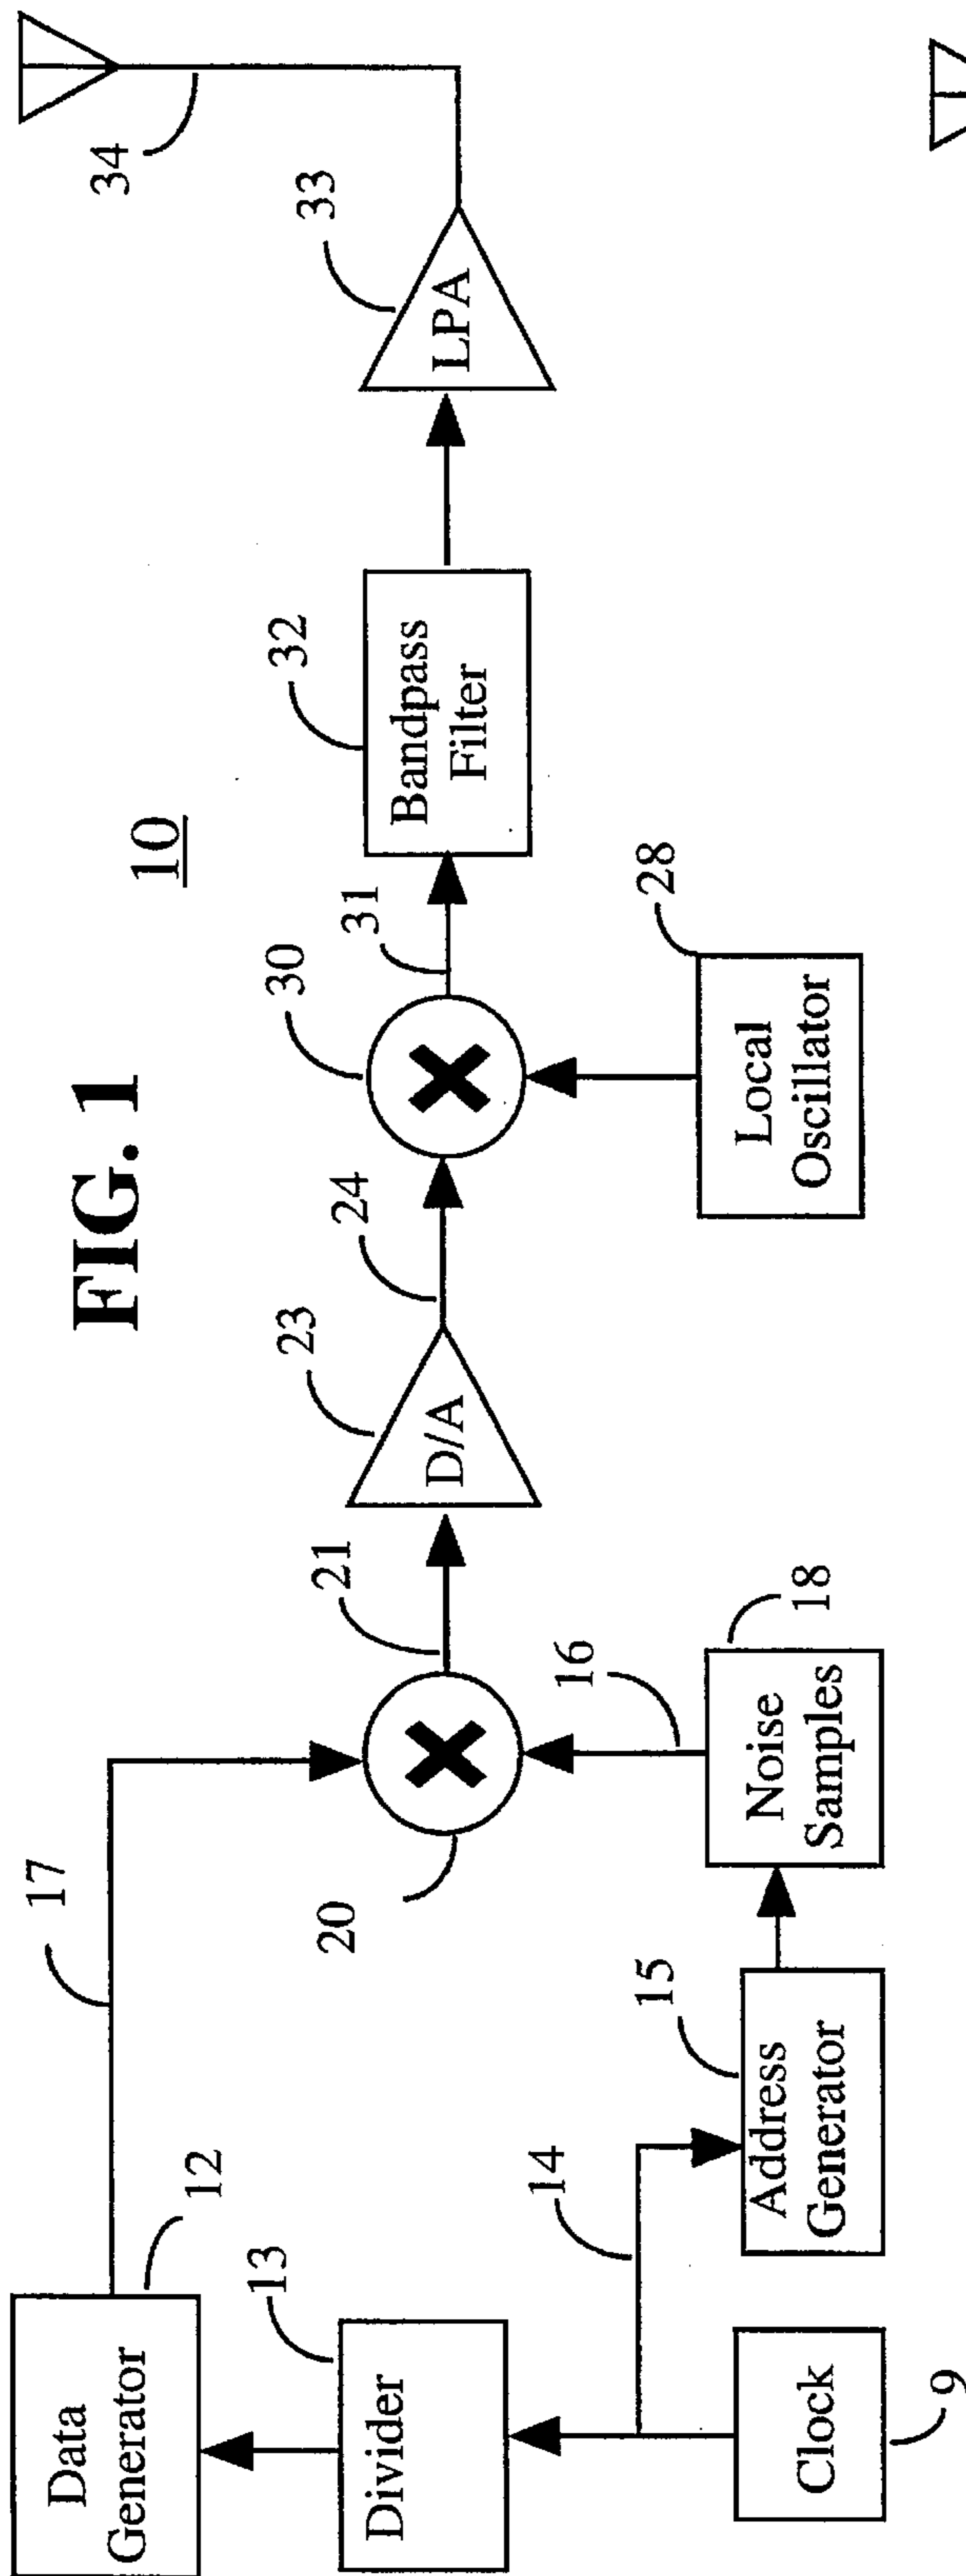 FIG. 1
10
34
33
LPA
32
Bandpass
Filter
31
30
28
Local
Oscillator
24
23
D/A
21
20
17
16
18
Noise
Samples
15
Address
Generator
14
12
Data
Generator
13
Divider
Clock
9